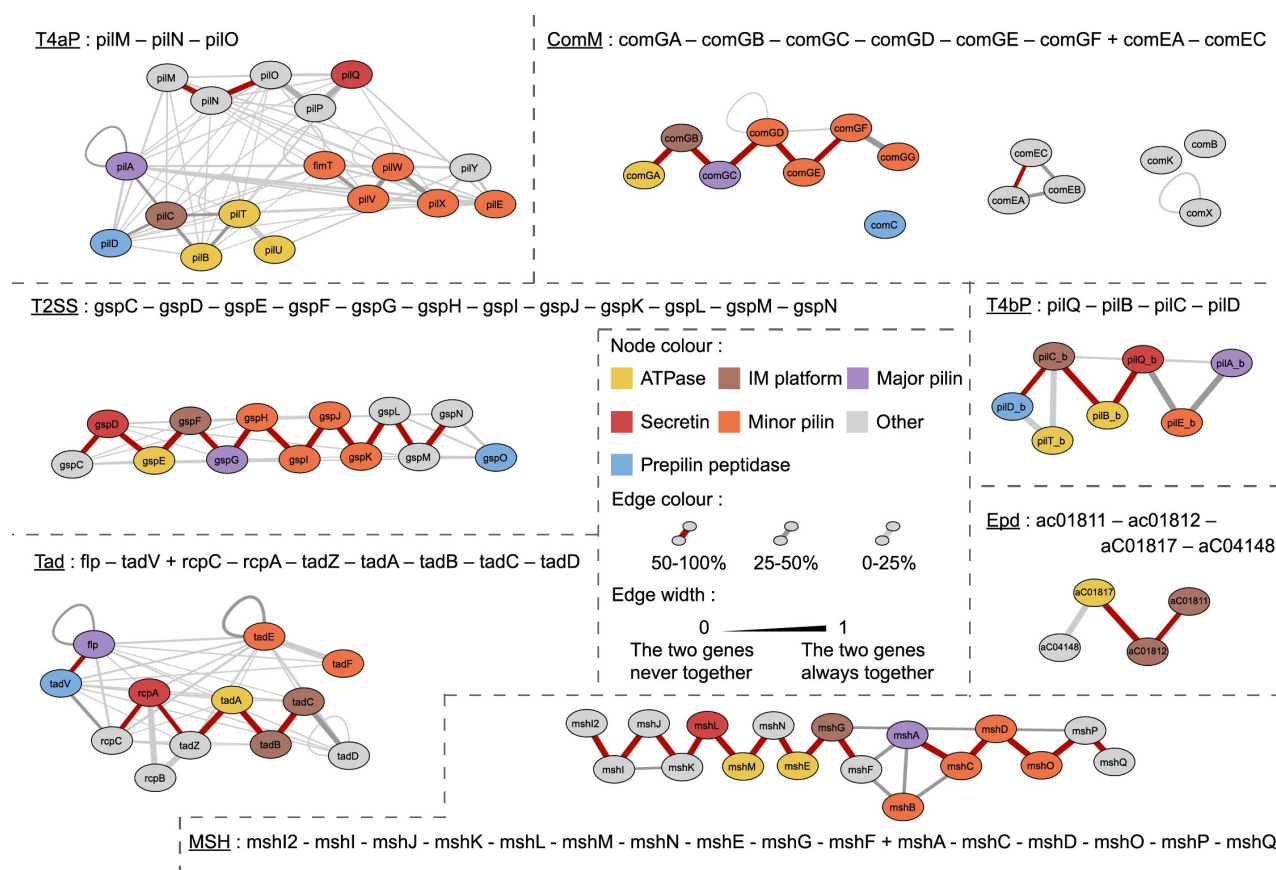 T4aP : pilM – pilN – pilO
pilM
pilO
pilQ
pilN
pilP
pilA
fimT
pilW
pilY
pilV
pilX
pilE
pilC
pilT
pilD
pilB
pilU
ComM : comGA – comGB – comGC – comGD – comGE – comGF + comEA – comEC
comGB
comGD
comGF
comGA
comGC
comGE
comGG
comC
comEC
comEA
comEB
comB
comK
comX
T2SS : gspC – gspD – gspE – gspF – gspG – gspH – gspI – gspJ – gspK – gspL – gspM – gspN
gspD
gspF
gspH
gspJ
gspL
gspN
gspC
gspE
gspG
gspI
gspK
gspM
gspO
Node colour :
ATPase
IM platform
Major pilin
Secretin
Minor pilin
Other
Prepilin peptidase
Edge colour :
50-100%
25-50%
0-25%
Edge width :
0
1
The two genes never together
The two genes always together
T4bP : pilQ – pilB – pilC – pilD
pilC_b
pilQ_b
pilA_b
pilD_b
pilB_b
pilE_b
pilT_b
Epd : ac01811 – ac01812 –
aC01817 – aC04148
aC01817
aC01811
aC04148
aC01812
Tad : flp – tadV + rcpC – rcpA – tadZ – tadA – tadB – tadC – tadD
flp
tadE
tadF
tadV
rcpA
tadA
tadC
rcpC
tadZ
tadB
tadD
rcpB
mshI2
mshJ
mshL
mshN
mshG
mshA
mshD
mshP
mshI
mshK
mshM
mshE
mshF
mshC
mshO
mshQ
mshB
MSH : mshI2 - mshI - mshJ - mshK - mshL - mshM - mshN - mshE - mshG - mshF + mshA - mshC - mshD - mshO - mshP - mshQ